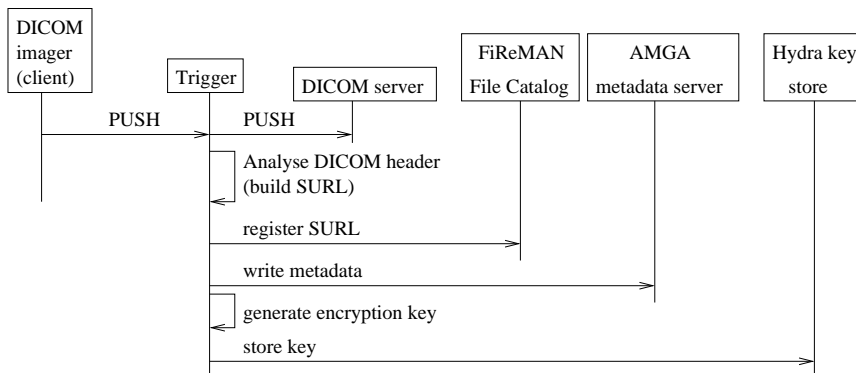 DICOM
imager
(client)
Trigger
DICOM server
FiReMAN
File Catalog
AMGA
metadata server
Hydra key
store
PUSH
PUSH
Analyse DICOM header
(build SURL)
register SURL
write metadata
generate encryption key
store key